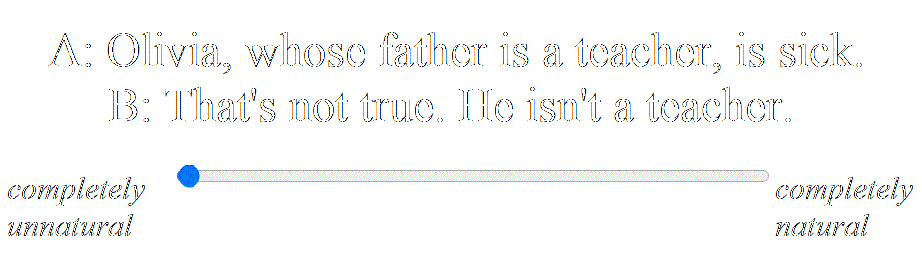 A: Olivia, whose father is a teacher, is sick.
B: That's not true. He isn't a teacher.
completely
unnatural
completely
natural